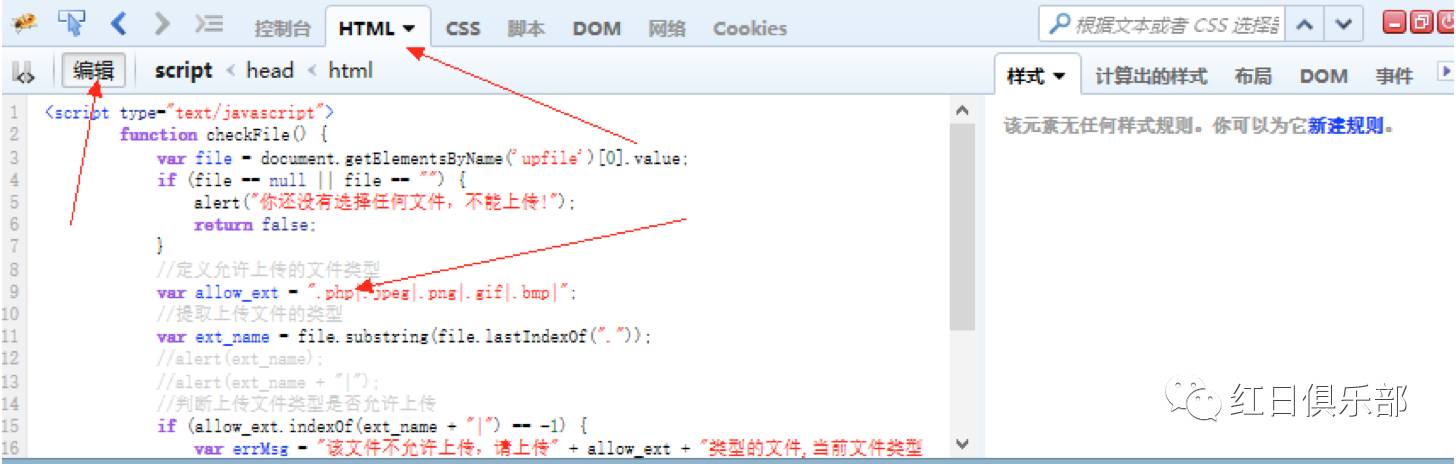 控制台 HTML CSS 脚本 DOM 网络 Cookies 根据文本或者 CSS 选择
编辑 script < head < html
样式 计算出的样式 布局 DOM 事件
该元素无任何样式规则。你可以为它新建规则。
1 <script type="text/javascript">
2 function checkFile() {
3 var file = document.getElementsByName('upfile')[0].value;
4 if (file == null || file == "") {
5 alert("你还没有选择任何文件，不能上传!");
6 return false;
7 }
8 //定义允许上传的文件类型
9 var allow_ext = ".php|.jpeg|.png|.gif|.bmp|";
10 //提取上传文件的类型
11 var ext_name = file.substring(file.lastIndexOf("."));
12 //alert(ext_name);
13 //alert(ext_name + "|");
14 //判断上传文件类型是否允许上传
15 if (allow_ext.indexOf(ext_name + "|") == -1) {
16 var errMsg = "该文件不允许上传，请上传" + allow_ext + "类型的文件,当前文件类型
红日俱乐部